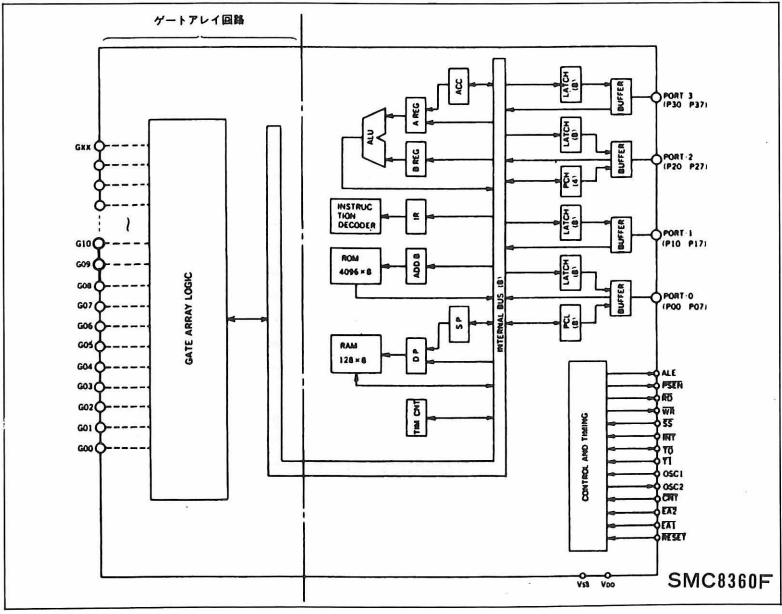 ゲートアレイ回路
GXX
G10
G09
G08
G07
G06
G05
G04
G03
G02
G01
G00
GATE ARRAY LOGIC
ACC
A REG
ALU
B REG
INSTRUC
TION
DECODER
IR
ROM
4096×8
ADD B
SP
RAM
128×8
DP
TIM CNT
INTERNAL BUS (8)
LATCH
(8)
BUFFER
PORT 3
(P30 P37)
LATCH
(8)
PCH
(4)
BUFFER
PORT·2
(P20 P27)
LATCH
(8)
BUFFER
PORT·1
(P10 P17)
LATCH
(8)
PCL
(8)
BUFFER
PORT·0
(P00 P07)
CONTROL AND TIMING
ALE
PSEN
RD
WR
SS
INT
T0
T1
OSC1
OSC2
CNT
EA2
EA1
RESET
VSS VDD
SMC8360F